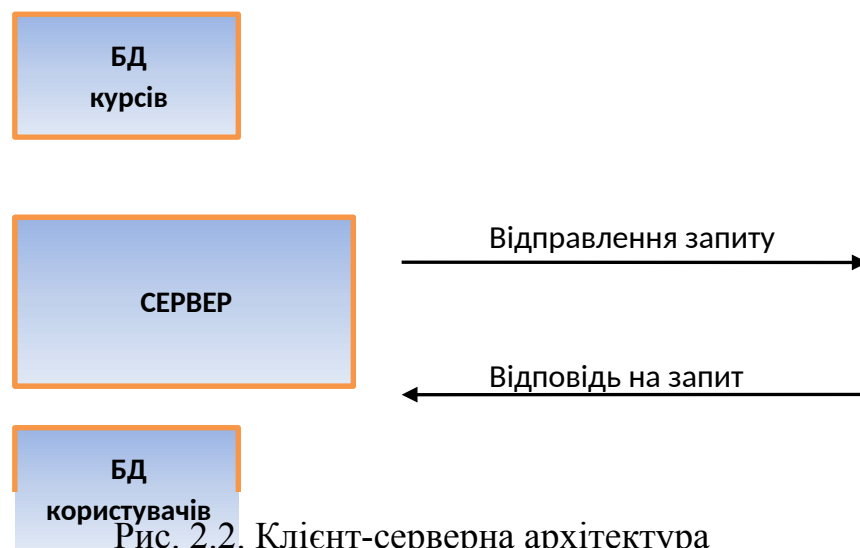 БД
курсів
Відправлення запиту
СЕРВЕР
Відповідь на запит
БД
користувачів
Рис. 2.2. Клієнт-серверна архітектура